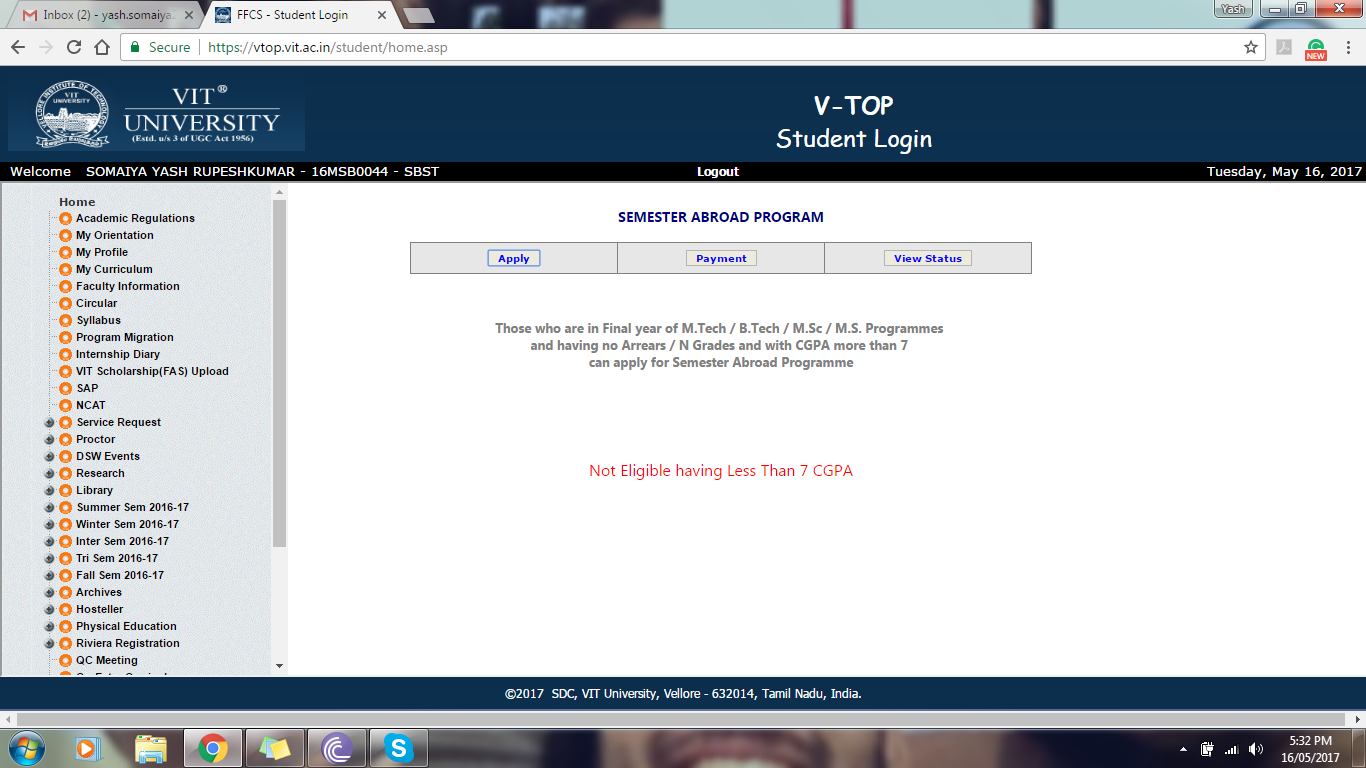 Inbox (2) - yash.somaiya.
FFCS - Student Login
Yash
Secure
https://vtop.vit.ac.in/student/home.asp
NEW
VELLORE INSTITUTE OF TECHNOLOGY
VIT
UNIVERSITY
VIT®
UNIVERSITY
(Estd. u/s 3 of UGC Act 1956)
V-TOP
Student Login
Welcome SOMAIYA YASH RUPESHKUMAR - 16MSB0044 - SBST
Logout
Tuesday, May 16, 2017
Home
Academic Regulations
My Orientation
My Profile
My Curriculum
Faculty Information
Circular
Syllabus
Program Migration
Internship Diary
VIT Scholarship(FAS) Upload
SAP
NCAT
Service Request
Proctor
DSW Events
Research
Library
Summer Sem 2016-17
Winter Sem 2016-17
Inter Sem 2016-17
Tri Sem 2016-17
Fall Sem 2016-17
Archives
Hosteller
Physical Education
Riviera Registration
QC Meeting
SEMESTER ABROAD PROGRAM
Apply
Payment
View Status
Those who are in Final year of M.Tech / B.Tech / M.Sc / M.S. Programmes
and having no Arrears / N Grades and with CGPA more than 7
can apply for Semester Abroad Programme
Not Eligible having Less Than 7 CGPA
©2017 SDC, VIT University, Vellore - 632014, Tamil Nadu, India.
5:32 PM
16/05/2017